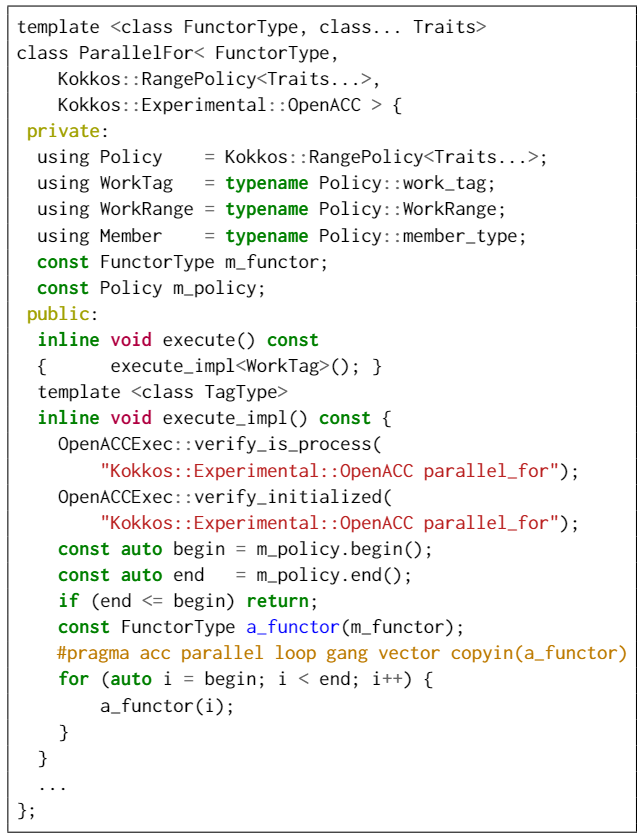 template <class FunctorType, class... Traits>
class ParallelFor< FunctorType,
    Kokkos::RangePolicy<Traits...>,
    Kokkos::Experimental::OpenACC > {
 private:
  using Policy    = Kokkos::RangePolicy<Traits...>;
  using WorkTag   = typename Policy::work_tag;
  using WorkRange = typename Policy::WorkRange;
  using Member    = typename Policy::member_type;
  const FunctorType m_functor;
  const Policy m_policy;
 public:
  inline void execute() const
  {      execute_impl<WorkTag>(); }
  template <class TagType>
  inline void execute_impl() const {
    OpenACCExec::verify_is_process(
        "Kokkos::Experimental::OpenACC parallel_for");
    OpenACCExec::verify_initialized(
        "Kokkos::Experimental::OpenACC parallel_for");
    const auto begin = m_policy.begin();
    const auto end   = m_policy.end();
    if (end <= begin) return;
    const FunctorType a_functor(m_functor);
    #pragma acc parallel loop gang vector copyin(a_functor)
    for (auto i = begin; i < end; i++) {
        a_functor(i);
    }
  }
  ...
};